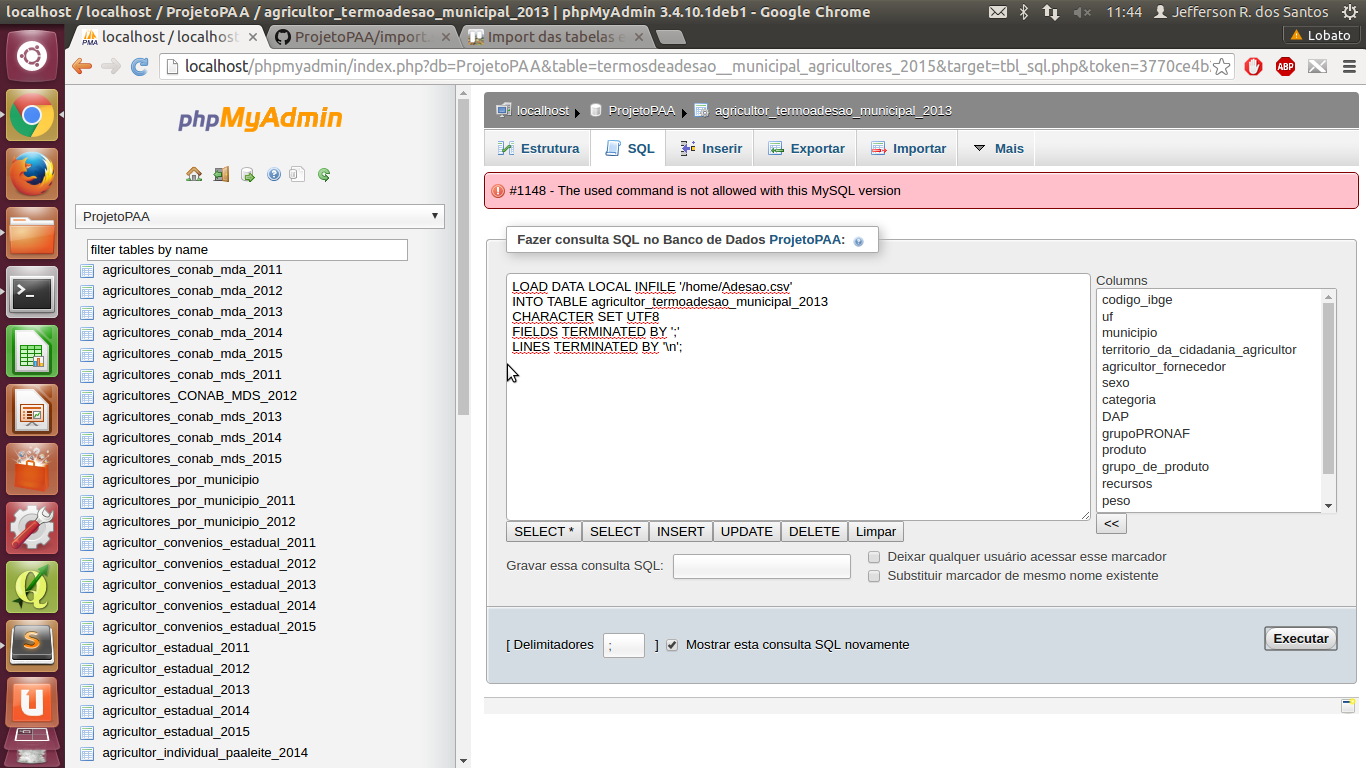 localhost / localhost / ProjetoPAA / agricultor_termoadesao_municipal_2013 | phpMyAdmin 3.4.10.1deb1 - Google Chrome
11:44
Jefferson R. dos Santos
localhost / localhost
ProjetoPAA/import.
Import das tabelas e
Lobato
localhost/phpmyadmin/index.php?db=ProjetoPAA&table=termosdeadesao__municipal_agricultores_2015&target=tbl_sql.php&token=3770ce4b
ABP
phpMyAdmin
ProjetoPAA
filter tables by name
agricultores_conab_mda_2011
agricultores_conab_mda_2012
agricultores_conab_mda_2013
agricultores_conab_mda_2014
agricultores_conab_mda_2015
agricultores_conab_mds_2011
agricultores_CONAB_MDS_2012
agricultores_conab_mds_2013
agricultores_conab_mds_2014
agricultores_conab_mds_2015
agricultores_por_municipio
agricultores_por_municipio_2011
agricultores_por_municipio_2012
agricultor_convenios_estadual_2011
agricultor_convenios_estadual_2012
agricultor_convenios_estadual_2013
agricultor_convenios_estadual_2014
agricultor_convenios_estadual_2015
agricultor_estadual_2011
agricultor_estadual_2012
agricultor_estadual_2013
agricultor_estadual_2014
agricultor_estadual_2015
agricultor_individual_paaleite_2014
localhost
ProjetoPAA
agricultor_termoadesao_municipal_2013
Estrutura
SQL
Inserir
Exportar
Importar
Mais
#1148 - The used command is not allowed with this MySQL version
Fazer consulta SQL no Banco de Dados ProjetoPAA:
LOAD DATA LOCAL INFILE '/home/Adesao.csv'
INTO TABLE agricultor_termoadesao_municipal_2013
CHARACTER SET UTF8
FIELDS TERMINATED BY ';'
LINES TERMINATED BY '\n';
Columns
codigo_ibge
uf
municipio
territorio_da_cidadania_agricultor
agricultor_fornecedor
sexo
categoria
DAP
grupoPRONAF
produto
grupo_de_produto
recursos
peso
<<
SELECT *
SELECT
INSERT
UPDATE
DELETE
Limpar
Gravar essa consulta SQL:
Deixar qualquer usuário acessar esse marcador
Substituir marcador de mesmo nome existente
[ Delimitadores ; ]
Mostrar esta consulta SQL novamente
Executar